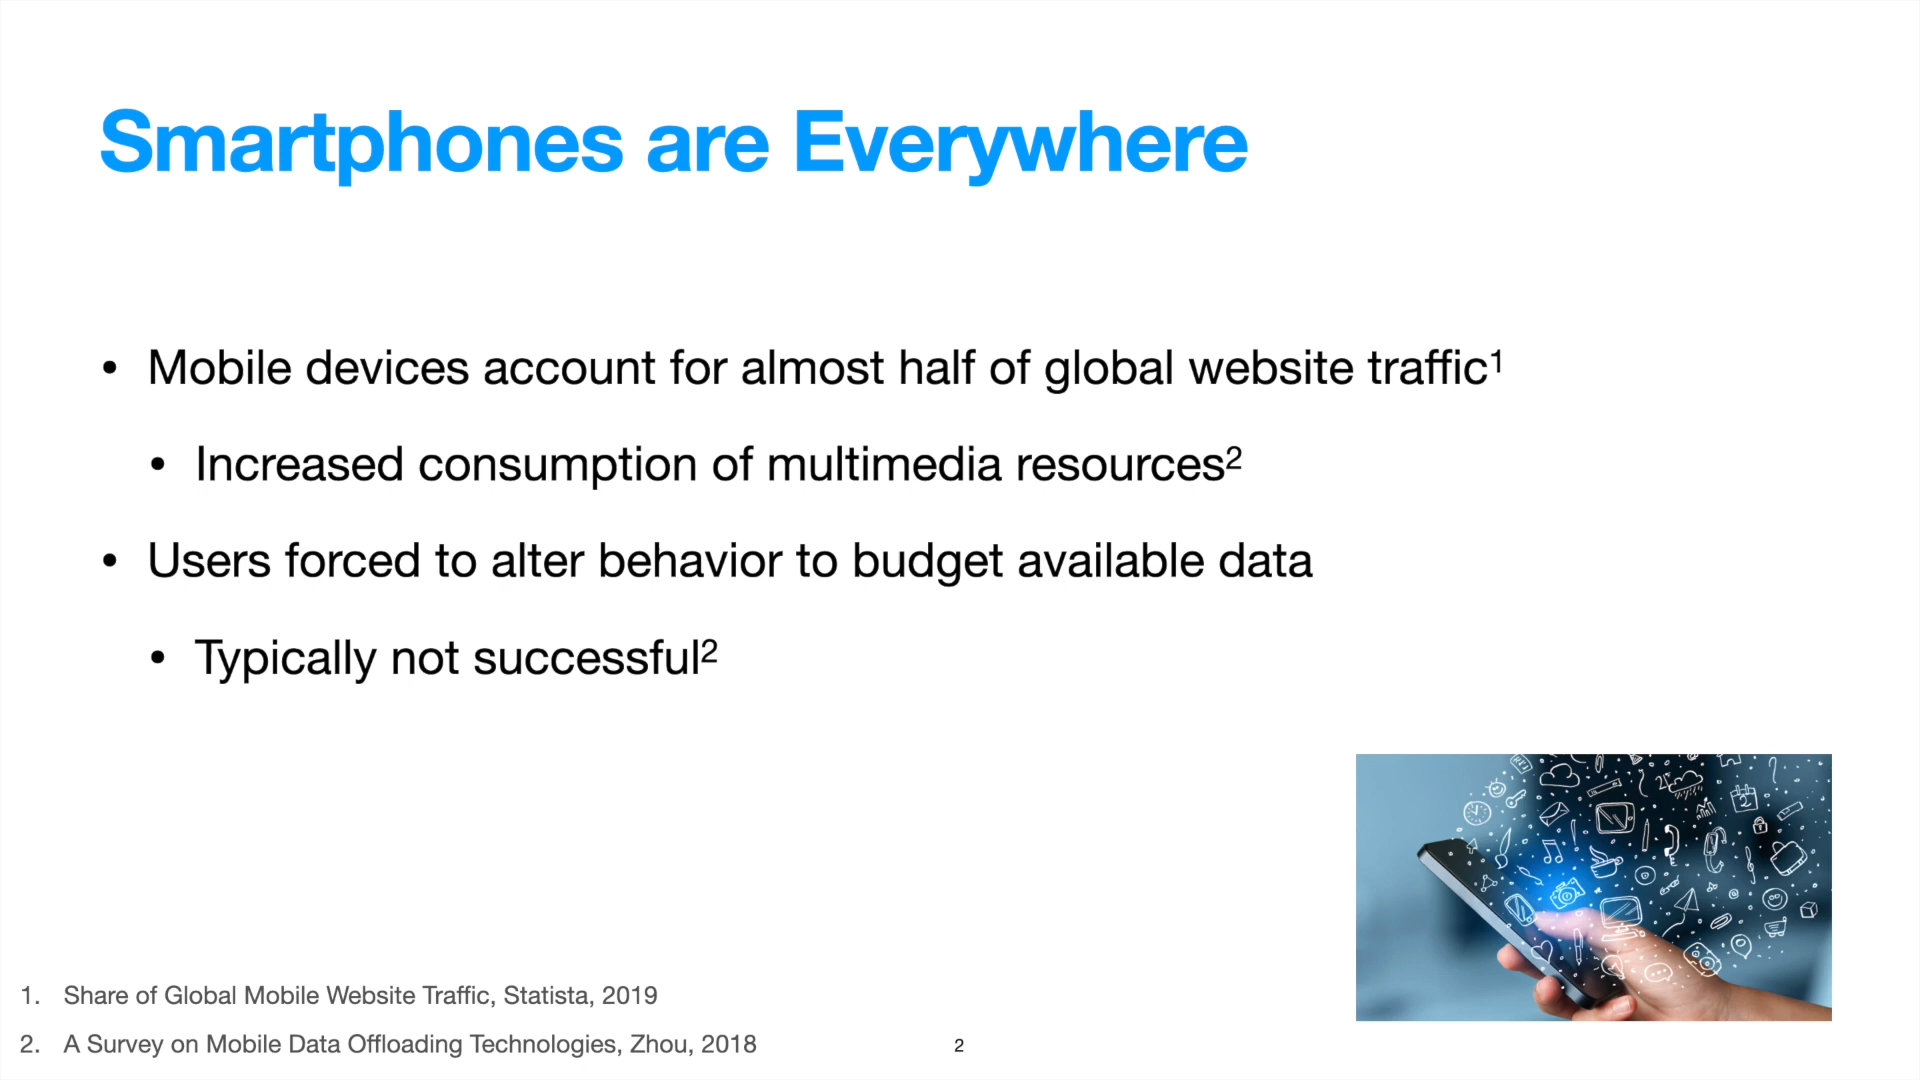 Smartphones are Everywhere
• Mobile devices account for almost half of global website traffic¹
• Increased consumption of multimedia resources²
• Users forced to alter behavior to budget available data
• Typically not successful²
1. Share of Global Mobile Website Traffic, Statista, 2019
2. A Survey on Mobile Data Offloading Technologies, Zhou, 2018
2